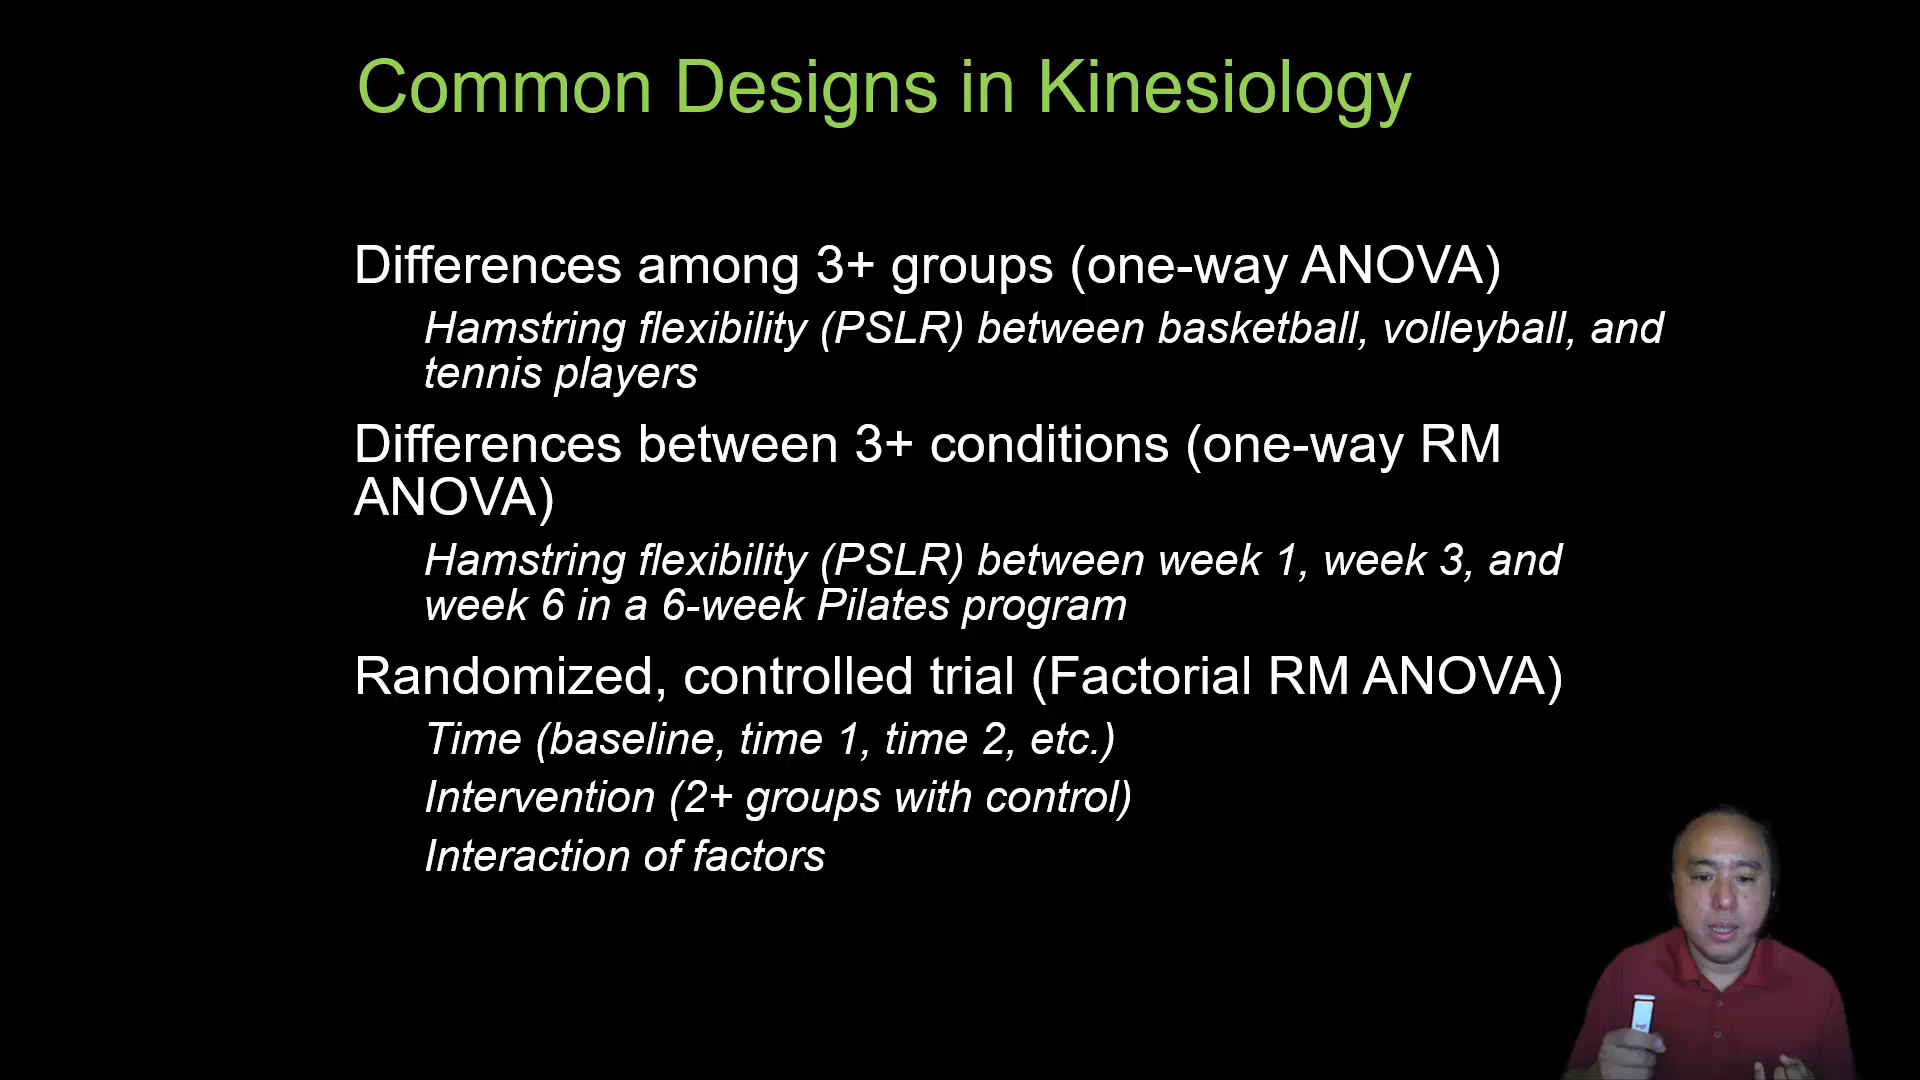 Common Designs in Kinesiology
Differences among 3+ groups (one-way ANOVA)
Hamstring flexibility (PSLR) between basketball, volleyball, and
tennis players
Differences between 3+ conditions (one-way RM
ANOVA)
Hamstring flexibility (PSLR) between week 1, week 3, and
week 6 in a 6-week Pilates program
Randomized, controlled trial (Factorial RM ANOVA)
Time (baseline, time 1, time 2, etc.)
Intervention (2+ groups with control)
Interaction of factors